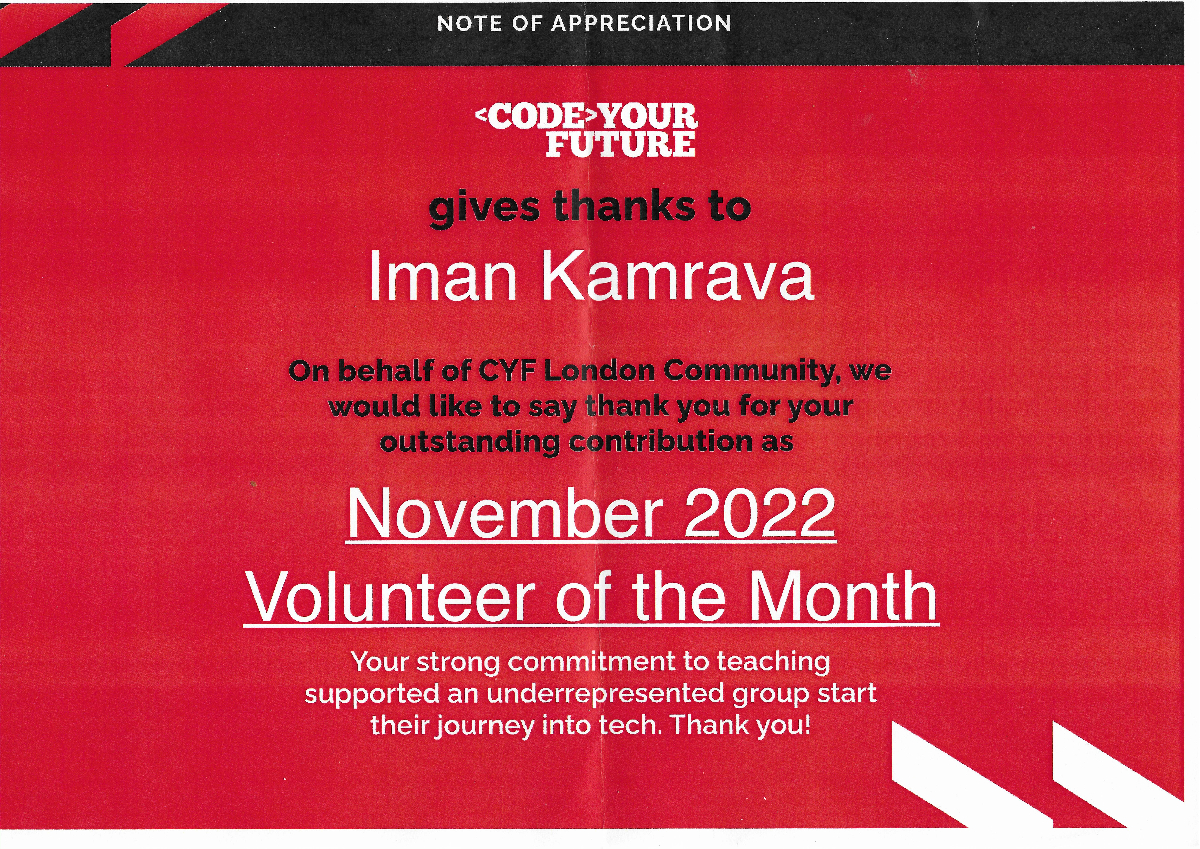 NOTE OF APPRECIATION
<CODE>YOUR
FUTURE
gives thanks to
Iman Kamrava
On behalf of CYF London Community, we
would like to say thank you for your
outstanding contribution as
November 2022
Volunteer of the Month
Your strong commitment to teaching
supported an underrepresented group start
their journey into tech. Thank you!